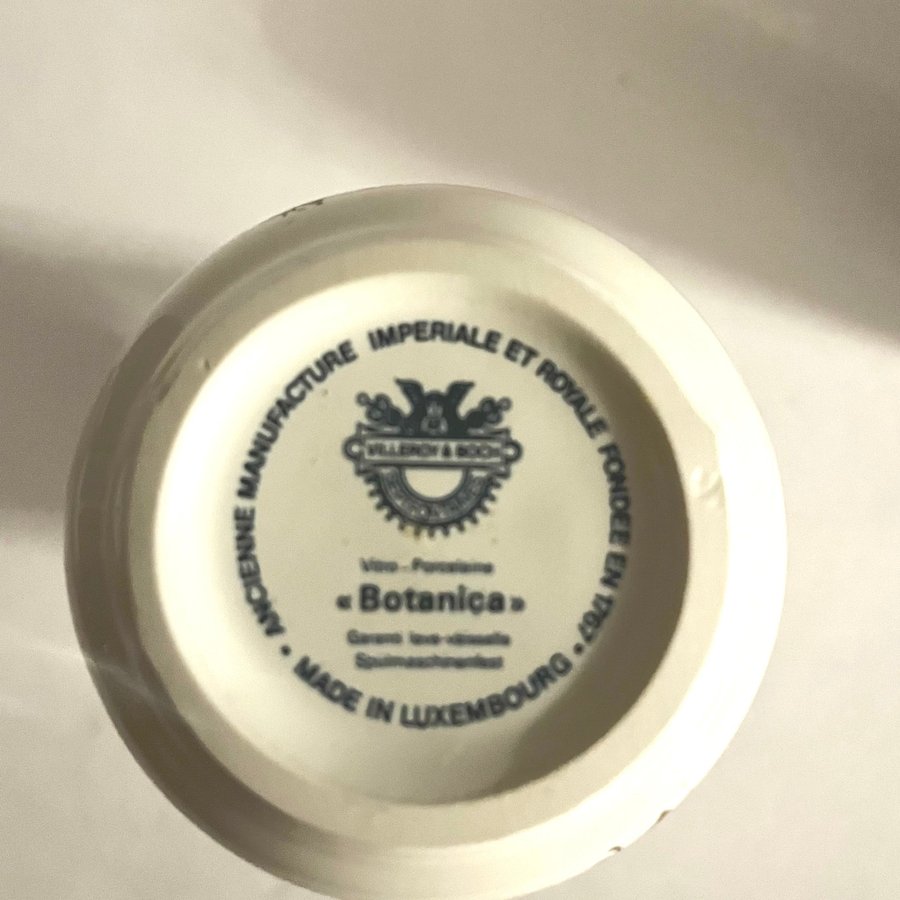 ANCIENNE MANUFACTURE IMPERIALE ET ROYALE FONDEE EN 1767
VILLEROY & BOCH
Vitro - Porcelaine
« Botanica »
Garanti lave-vaisselle
Spülmaschinenfest
• MADE IN LUXEMBOURG •